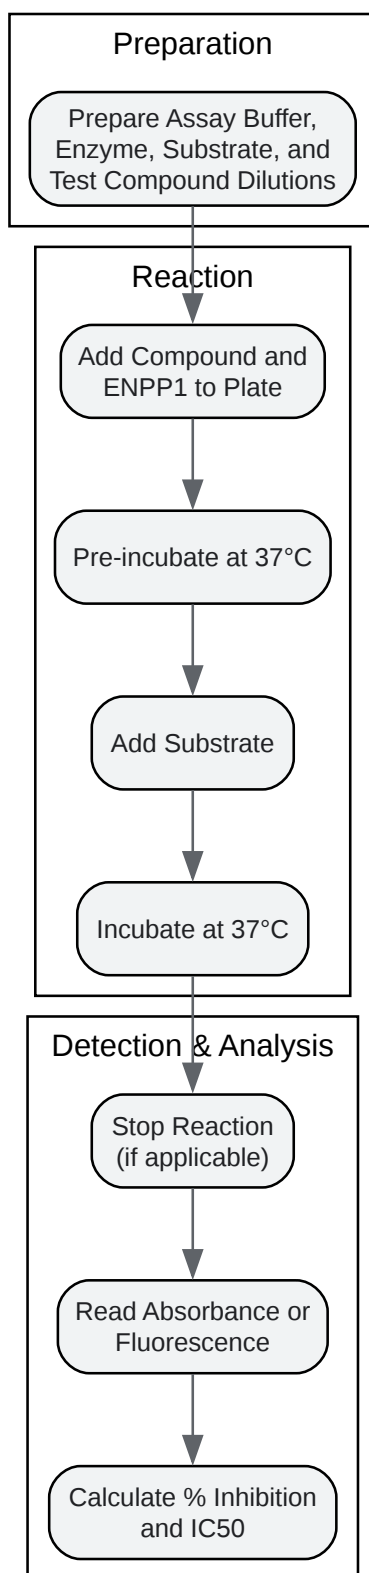 Preparation
Prepare Assay Buffer,
Enzyme, Substrate, and
Test Compound Dilutions
Reaction
Add Compound and
ENPP1 to Plate
Pre-incubate at 37°C
Add Substrate
Incubate at 37°C
Detection & Analysis
Stop Reaction
(if applicable)
Read Absorbance or
Fluorescence
Calculate % Inhibition
and IC50